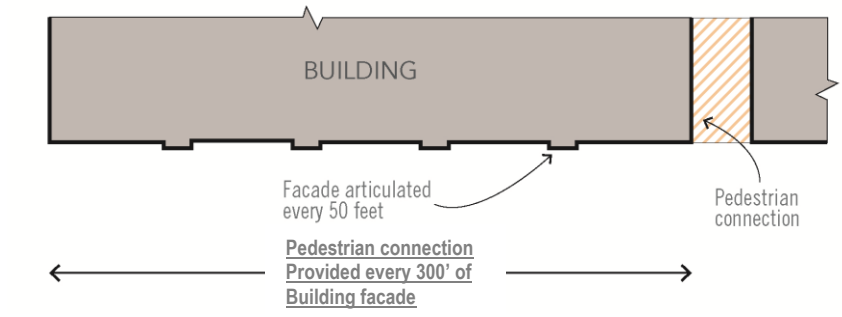 BUILDING
Facade articulated
every 50 feet
Pedestrian
connection
Pedestrian connection
Provided every 300’ of
Building facade